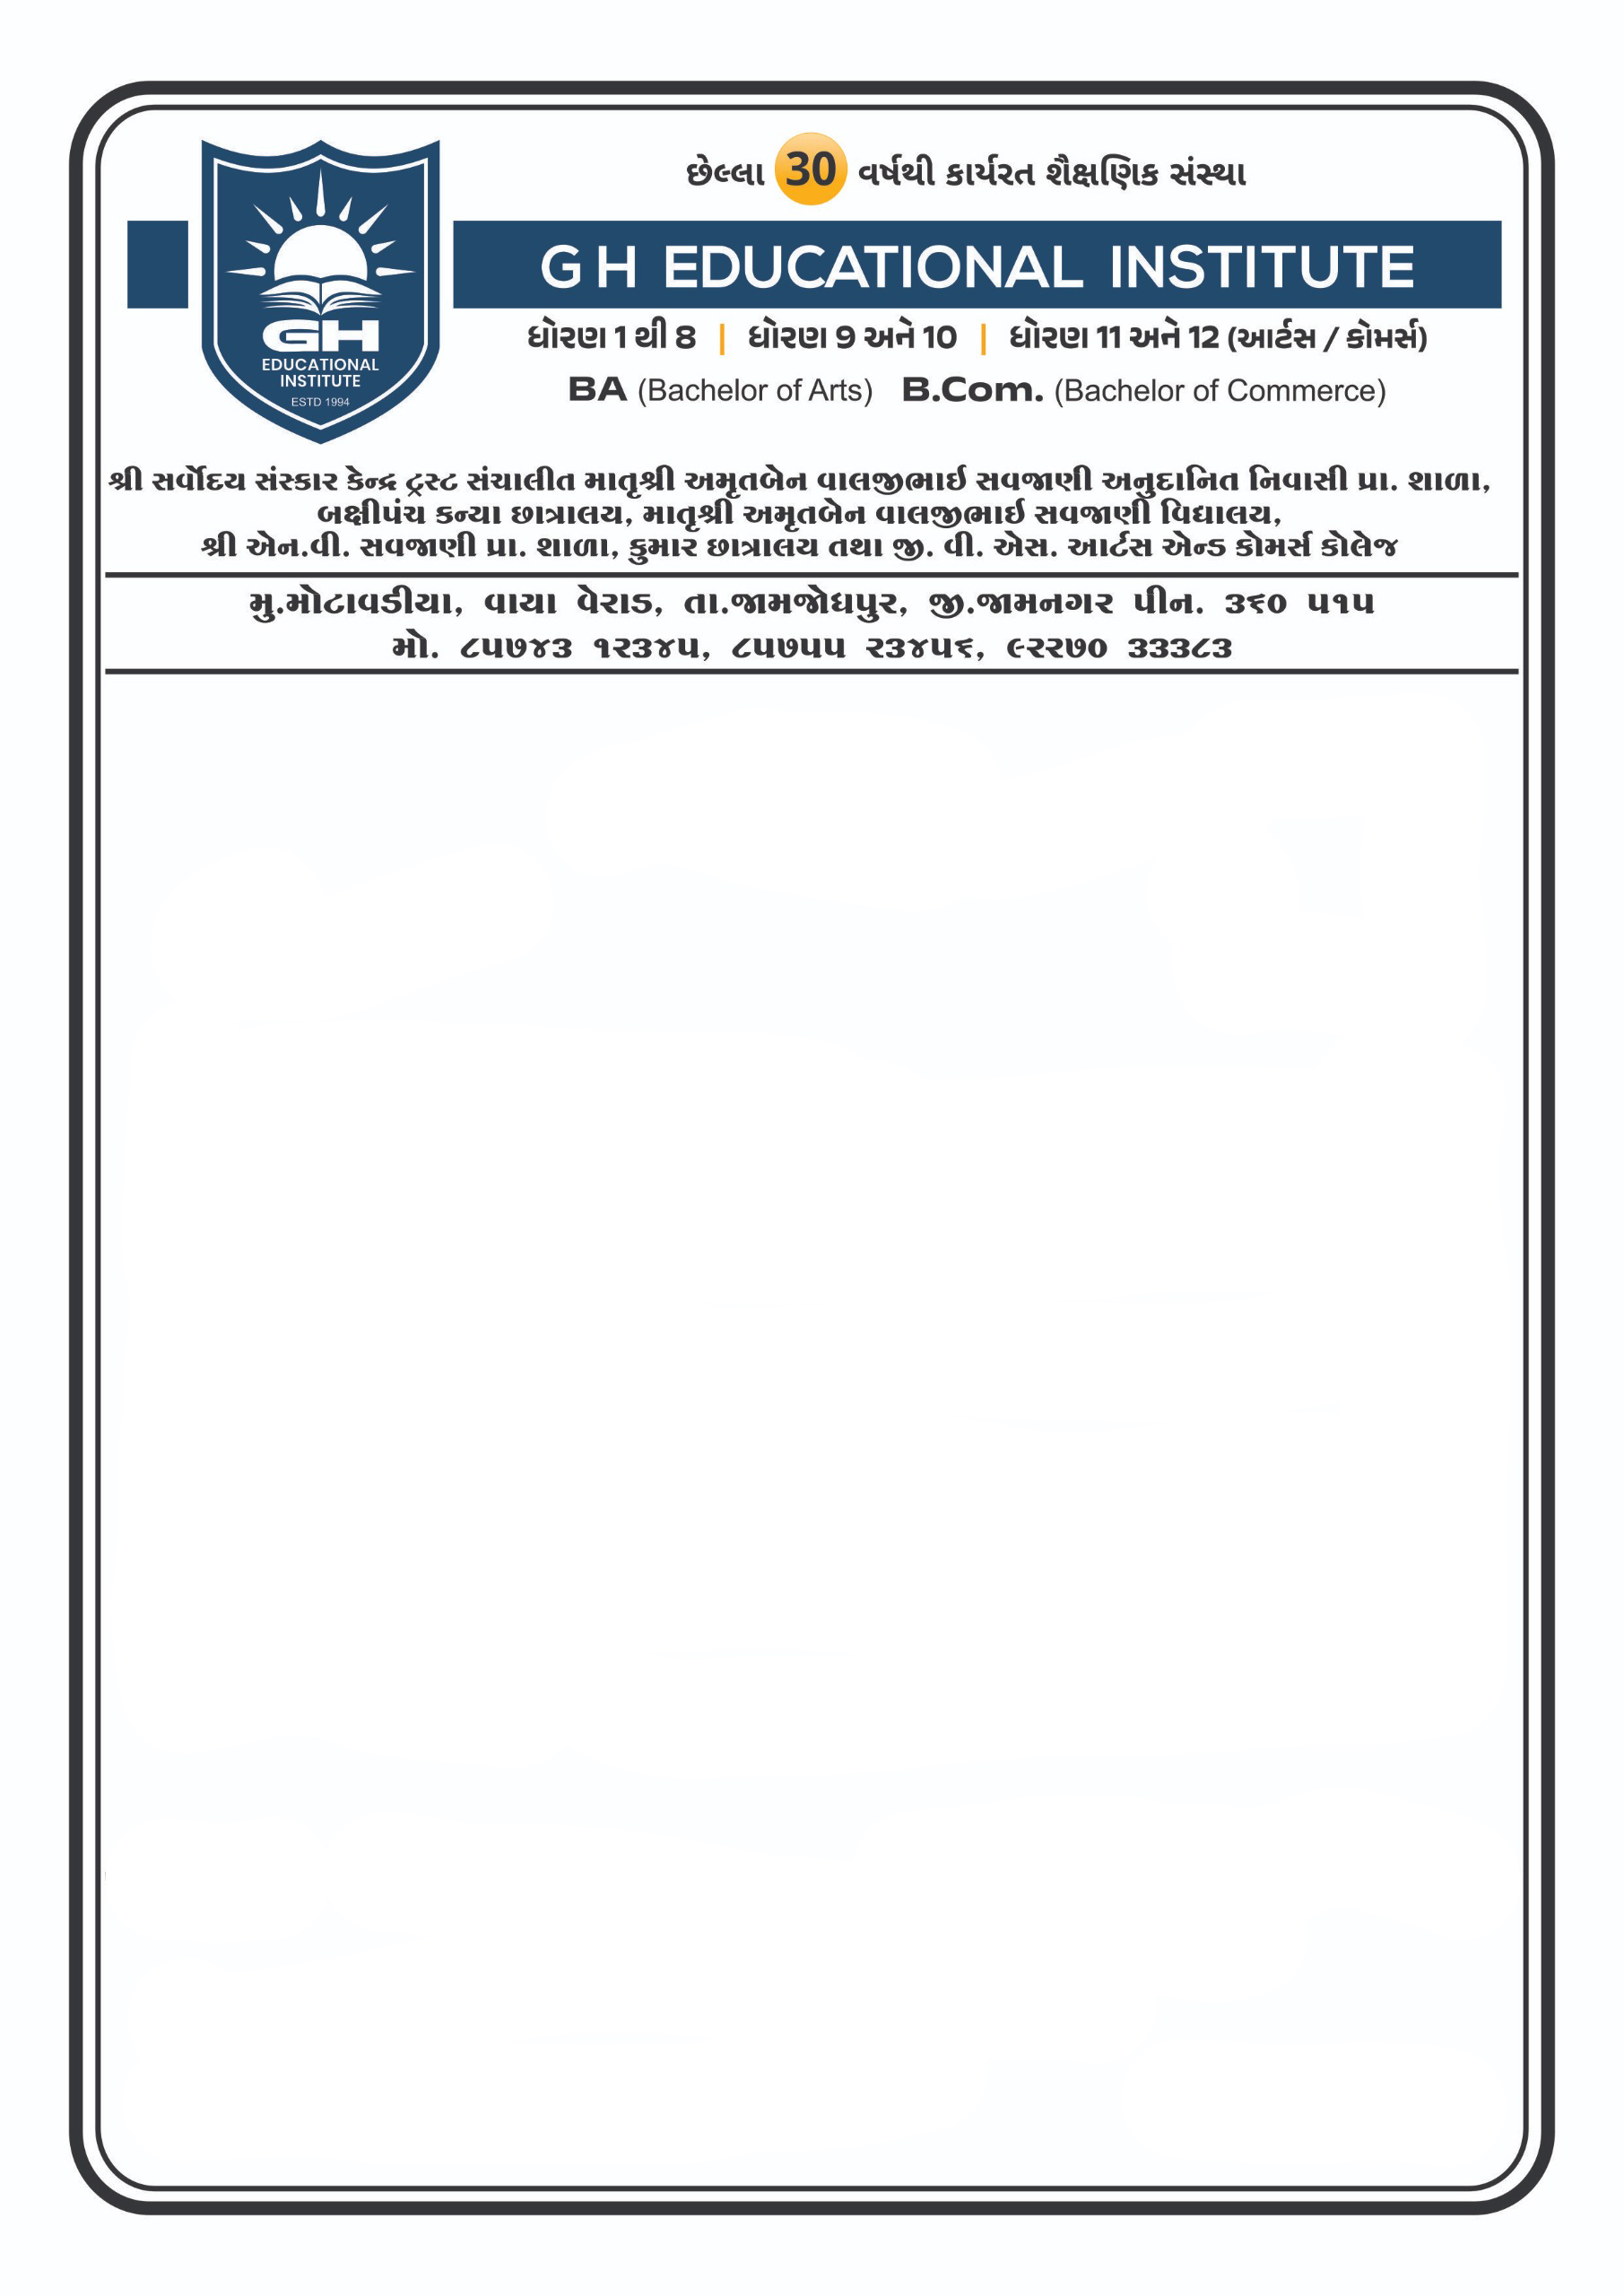 છેલ્લા 30 વર્ષથી કાર્યરત શૈક્ષણિક સંસ્થા
G H EDUCATIONAL INSTITUTE
GH
EDUCATIONAL
INSTITUTE
ESTD 1994
ધોરણ 1 થી 8 | ધોરણ 9 અને 10 | ધોરણ 11 અને 12 (આર્ટસ / કોમર્સ)
BA (Bachelor of Arts) B.Com. (Bachelor of Commerce)
શ્રી સર્વોદય સંસ્કાર કેન્દ્ર ટ્રસ્ટ સંચાલીત માતૃશ્રી અમૃતબેન વાલજીભાઈ સવજાણી અનુદાનિત નિવાસી પ્રા. શાળા,
બક્ષીપંચ કન્યા છાત્રાલય, માતૃશ્રી અમૃતબેન વાલજીભાઈ સવજાણી વિદ્યાલય,
શ્રી એન.વી. સવજાણી પ્રા. શાળા, કુમાર છાત્રાલય તથા જી. વી. એસ. આર્ટસ એન્ડ કોમર્સ કોલેજ
મુ.મોટાવડીયા, વાયા વેરાડ, તા.જામજોધપુર, જી.જામનગર પીન. ૩૬૦ ૫૧૫
મો. ૮૫૭૪૩ ૧૨૩૪૫, ૮૫૭૫૫ ૨૩૪૫૬, ૯૨૨૭૦ ૩૩૩૮૩